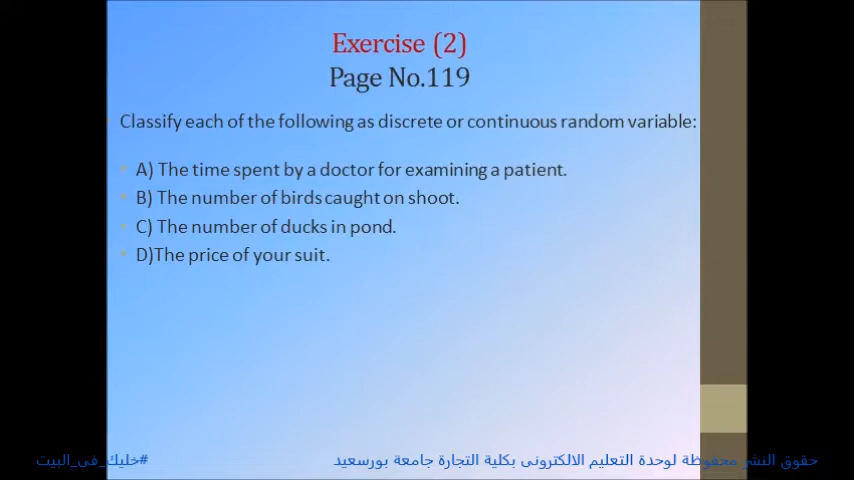 Exercise (2)
Page No.119
Classify each of the following as discrete or continuous random variable:
A) The time spent by a doctor for examining a patient.
B) The number of birds caught on shoot.
C) The number of ducks in pond.
D)The price of your suit.
حقوق النشر محفوظة لوحدة التعليم الالكترونى بكلية التجارة جامعة بورسعيد
#خليك_فى_البيت